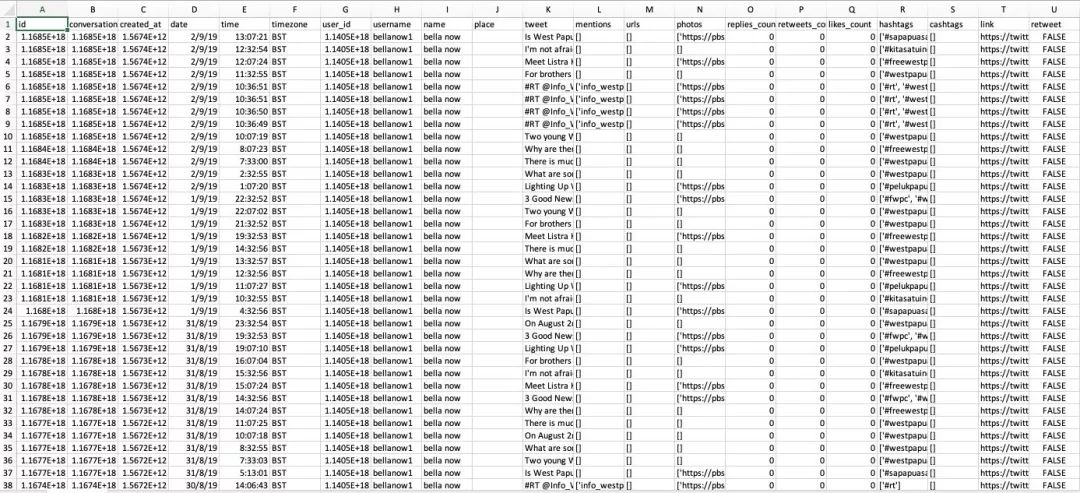 A B C D E F G H I J K L M N O P Q R S T U
1 id conversation created_at date time timezone user_id username name place tweet mentions urls photos replies_coun retweets_co likes_count hashtags cashtags link retweet
2 1.1685E+18 1.1685E+18 1.5674E+12 2/9/19 13:07:21 BST 1.1405E+18 bellanow1 bella now Is West Papu [] [] ['https://pbs 0 0 0 ['#sapapuasa [] https://twitt FALSE
3 1.1685E+18 1.1685E+18 1.5674E+12 2/9/19 12:32:54 BST 1.1405E+18 bellanow1 bella now I'm not afrai [] [] [] 0 0 0 ['#kitasatuin [] https://twitt FALSE
4 1.1685E+18 1.1685E+18 1.5674E+12 2/9/19 12:07:24 BST 1.1405E+18 bellanow1 bella now Meet Listra [] [] ['https://pbs 0 0 0 ['#freewestp [] https://twitt FALSE
5 1.1685E+18 1.1685E+18 1.5674E+12 2/9/19 11:32:55 BST 1.1405E+18 bellanow1 bella now For brothers [] [] [] 0 0 0 ['#westpapu [] https://twitt FALSE
6 1.1685E+18 1.1685E+18 1.5674E+12 2/9/19 10:36:51 BST 1.1405E+18 bellanow1 bella now #RT @Info_\ ['info_westp [] ['https://pbs 0 0 0 ['#rt', '#west [] https://twitt FALSE
7 1.1685E+18 1.1685E+18 1.5674E+12 2/9/19 10:36:51 BST 1.1405E+18 bellanow1 bella now #RT @Info_\ ['info_westp [] ['https://pbs 0 0 0 ['#rt', '#west [] https://twitt FALSE
8 1.1685E+18 1.1685E+18 1.5674E+12 2/9/19 10:36:50 BST 1.1405E+18 bellanow1 bella now #RT @Info_\ ['info_westp [] ['https://pbs 0 0 0 ['#rt', '#west [] https://twitt FALSE
9 1.1685E+18 1.1685E+18 1.5674E+12 2/9/19 10:36:49 BST 1.1405E+18 bellanow1 bella now #RT @Info_\ ['info_westp [] ['https://pbs 0 0 0 ['#rt', '#west [] https://twitt FALSE
10 1.1685E+18 1.1685E+18 1.5674E+12 2/9/19 10:07:19 BST 1.1405E+18 bellanow1 bella now Two young V [] [] [] 0 0 0 ['#westpapu [] https://twitt FALSE
11 1.1684E+18 1.1684E+18 1.5674E+12 2/9/19 8:07:23 BST 1.1405E+18 bellanow1 bella now Why are ther [] [] [] 0 0 0 ['#freewestp [] https://twitt FALSE
12 1.1684E+18 1.1684E+18 1.5674E+12 2/9/19 7:33:00 BST 1.1405E+18 bellanow1 bella now There is muc [] [] [] 0 0 0 ['#westpapu [] https://twitt FALSE
13 1.1683E+18 1.1683E+18 1.5674E+12 2/9/19 2:32:55 BST 1.1405E+18 bellanow1 bella now What are sor [] [] [] 0 0 0 ['#westpapu [] https://twitt FALSE
14 1.1683E+18 1.1683E+18 1.5674E+12 2/9/19 1:07:20 BST 1.1405E+18 bellanow1 bella now Lighting Up \ [] [] ['https://pbs 0 0 0 ['#pelukpapu [] https://twitt FALSE
15 1.1683E+18 1.1683E+18 1.5674E+12 1/9/19 22:32:52 BST 1.1405E+18 bellanow1 bella now 3 Good New [] [] ['https://pbs 0 0 0 ['#fwpc', '#w [] https://twitt FALSE
16 1.1683E+18 1.1683E+18 1.5674E+12 1/9/19 22:07:02 BST 1.1405E+18 bellanow1 bella now Two young V [] [] [] 0 0 0 ['#westpapu [] https://twitt FALSE
17 1.1683E+18 1.1683E+18 1.5674E+12 1/9/19 21:32:52 BST 1.1405E+18 bellanow1 bella now For brothers [] [] [] 0 0 0 ['#westpapu [] https://twitt FALSE
18 1.1682E+18 1.1682E+18 1.5674E+12 1/9/19 19:32:53 BST 1.1405E+18 bellanow1 bella now Meet Listra [] [] ['https://pbs 0 0 0 ['#freewestp [] https://twitt FALSE
19 1.1682E+18 1.1682E+18 1.5673E+12 1/9/19 14:32:56 BST 1.1405E+18 bellanow1 bella now There is muc [] [] [] 0 0 0 ['#westpapu [] https://twitt FALSE
20 1.1681E+18 1.1681E+18 1.5673E+12 1/9/19 13:32:57 BST 1.1405E+18 bellanow1 bella now What are sor [] [] [] 0 0 0 ['#westpapu [] https://twitt FALSE
21 1.1681E+18 1.1681E+18 1.5673E+12 1/9/19 12:32:56 BST 1.1405E+18 bellanow1 bella now Why are ther [] [] [] 0 0 0 ['#freewestp [] https://twitt FALSE
22 1.1681E+18 1.1681E+18 1.5673E+12 1/9/19 11:07:27 BST 1.1405E+18 bellanow1 bella now Lighting Up \ [] [] ['https://pbs 0 0 0 ['#pelukpapu [] https://twitt FALSE
23 1.1681E+18 1.1681E+18 1.5673E+12 1/9/19 10:32:55 BST 1.1405E+18 bellanow1 bella now I'm not afrai [] [] [] 0 0 0 ['#kitasatuin [] https://twitt FALSE
24 1.168E+18 1.168E+18 1.5673E+12 1/9/19 4:32:56 BST 1.1405E+18 bellanow1 bella now Is West Papu [] [] ['https://pbs 0 0 0 ['#sapapuasa [] https://twitt FALSE
25 1.1679E+18 1.1679E+18 1.5673E+12 31/8/19 23:32:54 BST 1.1405E+18 bellanow1 bella now On August 2( [] [] [] 0 0 0 ['#westpapu [] https://twitt FALSE
26 1.1679E+18 1.1679E+18 1.5673E+12 31/8/19 19:32:53 BST 1.1405E+18 bellanow1 bella now 3 Good New [] [] ['https://pbs 0 0 0 ['#fwpc', '#w [] https://twitt FALSE
27 1.1679E+18 1.1679E+18 1.5673E+12 31/8/19 19:07:10 BST 1.1405E+18 bellanow1 bella now Lighting Up \ [] [] ['https://pbs 0 0 0 ['#pelukpapu [] https://twitt FALSE
28 1.1678E+18 1.1678E+18 1.5673E+12 31/8/19 16:07:04 BST 1.1405E+18 bellanow1 bella now For brothers [] [] [] 0 0 0 ['#westpapu [] https://twitt FALSE
29 1.1678E+18 1.1678E+18 1.5673E+12 31/8/19 15:32:56 BST 1.1405E+18 bellanow1 bella now I'm not afrai [] [] [] 0 0 0 ['#kitasatuin [] https://twitt FALSE
30 1.1678E+18 1.1678E+18 1.5673E+12 31/8/19 15:07:24 BST 1.1405E+18 bellanow1 bella now Meet Listra [] [] ['https://pbs 0 0 0 ['#freewestp [] https://twitt FALSE
31 1.1678E+18 1.1678E+18 1.5673E+12 31/8/19 14:32:56 BST 1.1405E+18 bellanow1 bella now 3 Good New [] [] ['https://pbs 0 0 0 ['#fwpc', '#w [] https://twitt FALSE
32 1.1678E+18 1.1678E+18 1.5673E+12 31/8/19 14:07:24 BST 1.1405E+18 bellanow1 bella now Why are ther [] [] [] 0 0 0 ['#freewestp [] https://twitt FALSE
33 1.1677E+18 1.1677E+18 1.5672E+12 31/8/19 11:07:25 BST 1.1405E+18 bellanow1 bella now There is muc [] [] [] 0 0 0 ['#westpapu [] https://twitt FALSE
34 1.1677E+18 1.1677E+18 1.5672E+12 31/8/19 10:07:18 BST 1.1405E+18 bellanow1 bella now On August 2( [] [] [] 0 0 0 ['#westpapu [] https://twitt FALSE
35 1.1677E+18 1.1677E+18 1.5672E+12 31/8/19 8:32:55 BST 1.1405E+18 bellanow1 bella now What are sor [] [] [] 0 0 0 ['#westpapu [] https://twitt FALSE
36 1.1677E+18 1.1677E+18 1.5672E+12 31/8/19 7:33:03 BST 1.1405E+18 bellanow1 bella now Two young V [] [] [] 0 0 0 ['#westpapu [] https://twitt FALSE
37 1.1677E+18 1.1677E+18 1.5672E+12 31/8/19 5:13:01 BST 1.1405E+18 bellanow1 bella now Is West Papu [] [] ['https://pbs 0 0 0 ['#sapapuasa [] https://twitt FALSE
38 1.1674E+18 1.1674E+18 1.5672E+12 30/8/19 14:06:43 BST 1.1405E+18 bellanow1 bella now #RT @Info_\ ['info_westp [] ['https://pbs 0 0 0 ['#rt'] [] https://twitt FALSE